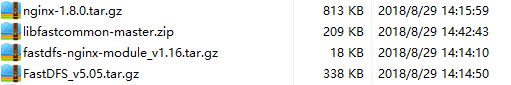 nginx-1.8.0.tar.gz 813 KB 2018/8/29 14:15:59
libfastcommon-master.zip 209 KB 2018/8/29 14:42:43
fastdfs-nginx-module_v1.16.tar.gz 18 KB 2018/8/29 14:14:10
FastDFS_v5.05.tar.gz 338 KB 2018/8/29 14:14:50